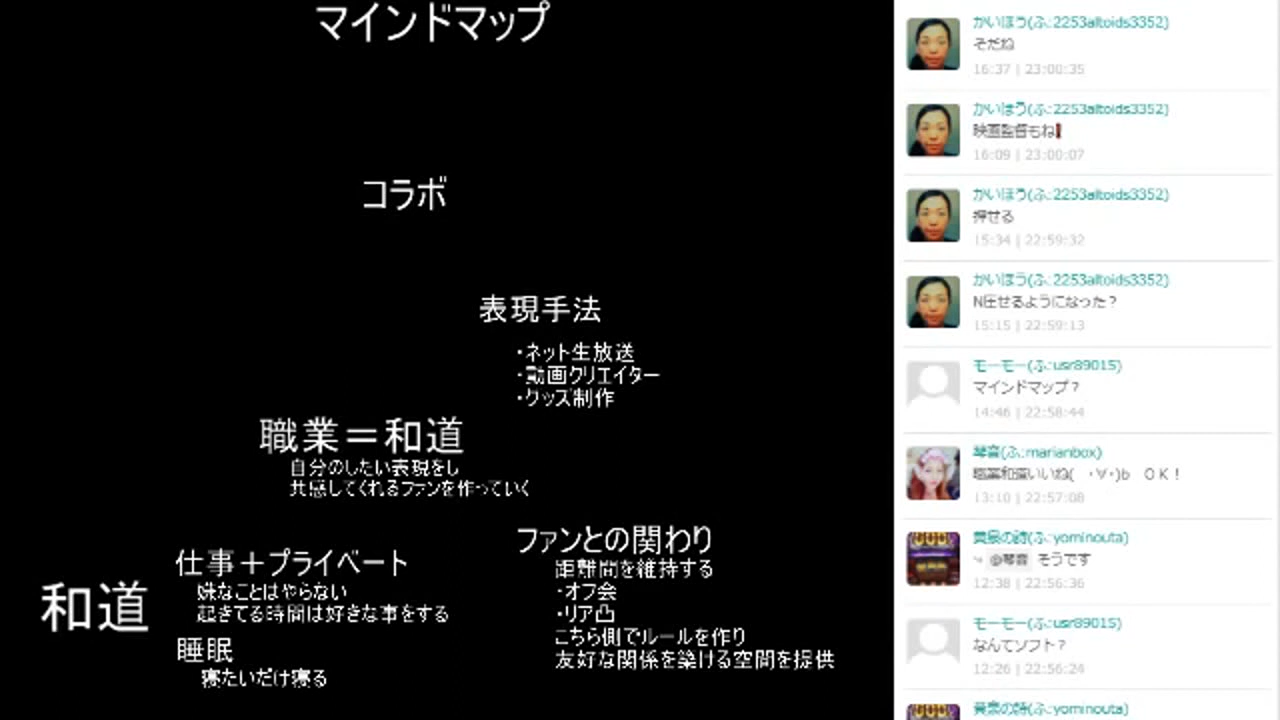 マインドマップ
コラボ
表現手法
・ネット生放送
・動画クリエイター
・グッズ制作
職業＝和道
自分のしたい表現をし
共感してくれるファンを作っていく
仕事＋プライベート
嫌なことはやらない
起きてる時間は好きな事をする
和道
睡眠
寝たいだけ寝る
ファンとの関わり
距離間を維持する
・オフ会
・リア凸
こちら側でルールを作り
友好な関係を築ける空間を提供
かいほう(ふ:2253altoids3352)
そだね
16:37 | 23:00:35
かいほう(ふ:2253altoids3352)
映画監督もね
16:09 | 23:00:07
かいほう(ふ:2253altoids3352)
押せる
15:34 | 22:59:32
かいほう(ふ:2253altoids3352)
N圧せるようになった？
15:15 | 22:59:13
モーモー(ふ:usr89015)
マインドマップ？
14:46 | 22:58:44
琴音(ふ:marianbox)
職業和道いいね(　・∀・)b　ＯＫ！
13:10 | 22:57:08
黄泉の詩(ふ:yominouta)
@琴音 そうです
12:38 | 22:56:36
モーモー(ふ:usr89015)
なんてソフト？
12:26 | 22:56:24
黄泉の詩(ふ:yominouta)